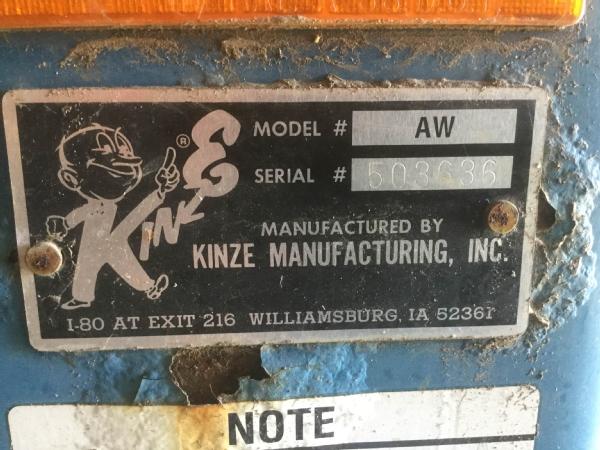 KINZE
®
MODEL # AW
SERIAL # 503636
MANUFACTURED BY
KINZE MANUFACTURING, INC.
I-80 AT EXIT 216 WILLIAMSBURG, IA 52361
NOTE